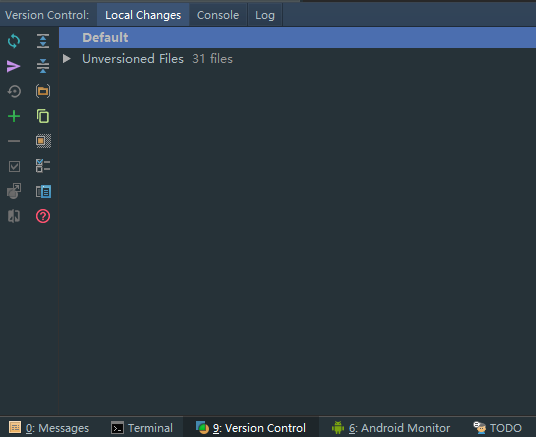 Version Control: Local Changes Console Log
Default
Unversioned Files 31 files
0: Messages Terminal 9: Version Control 6: Android Monitor TODO